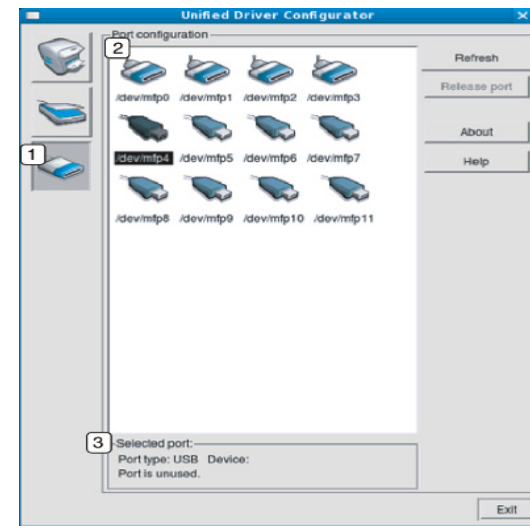 Unified Driver Configurator
Port configuration
2
/dev/mfp0 /dev/mfp1 /dev/mfp2 /dev/mfp3
1
/dev/mfp4 /dev/mfp5 /dev/mfp6 /dev/mfp7
/dev/mfp8 /dev/mfp9 /dev/mfp10 /dev/mfp11
Refresh
Release port
About
Help
3
Selected port:
Port type: USB Device:
Port is unused.
Exit